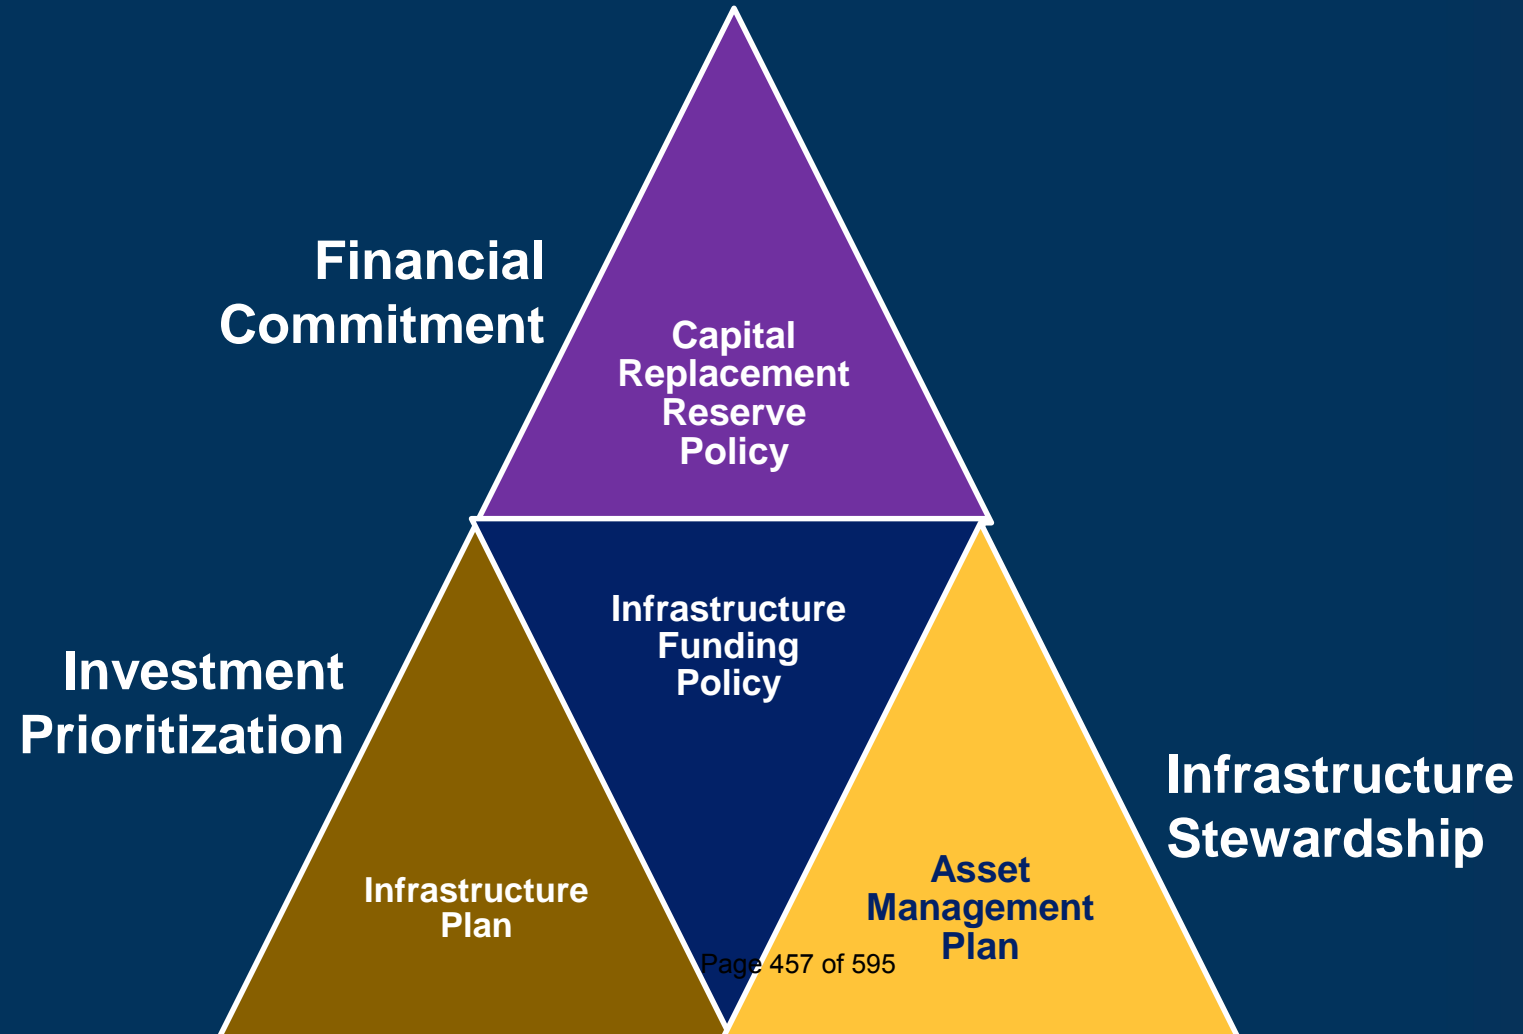 Financial
Commitment
Capital
Replacement
Reserve
Policy
Infrastructure
Funding
Policy
Investment
Prioritization
Infrastructure
Stewardship
Infrastructure
Plan
Asset
Management
Plan
Page 457 of 595